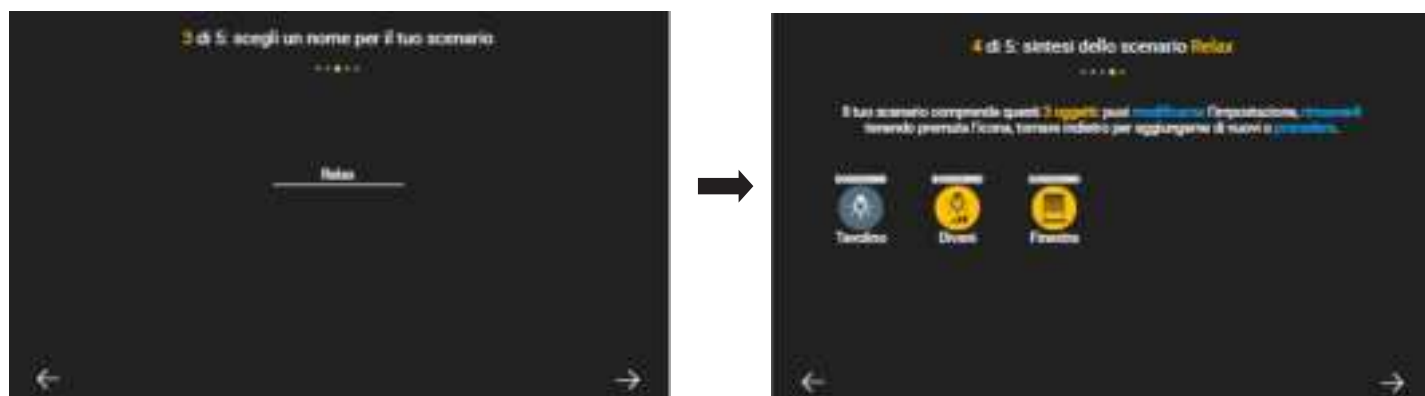 3 di 5: scegli un nome per il tuo scenario
Relax
4 di 5: sintesi dello scenario Relax
Il tuo scenario comprende questi 3 oggetti: puoi modificarne l'impostazione, rimuoverli
tenendo premuta l'icona, tornare indietro per aggiungerne di nuovi o procedere.
Tavolino
Divani
Finestra